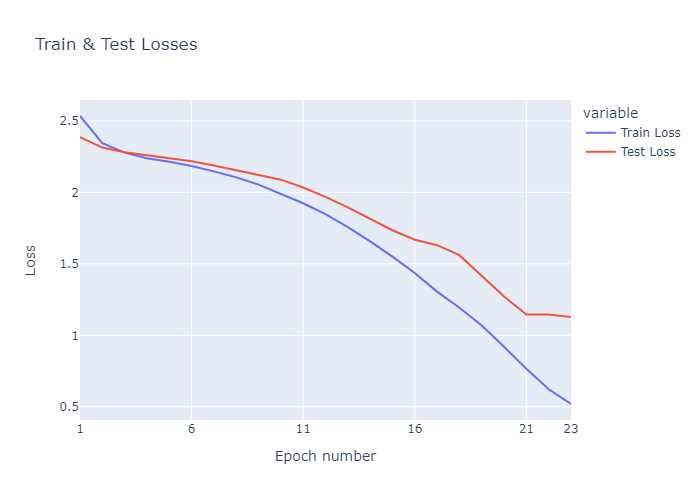 Train & Test Losses
variable
Train Loss
Test Loss
2.5
2
1.5
1
0.5
Loss
1 6 11 16 21 23
Epoch number